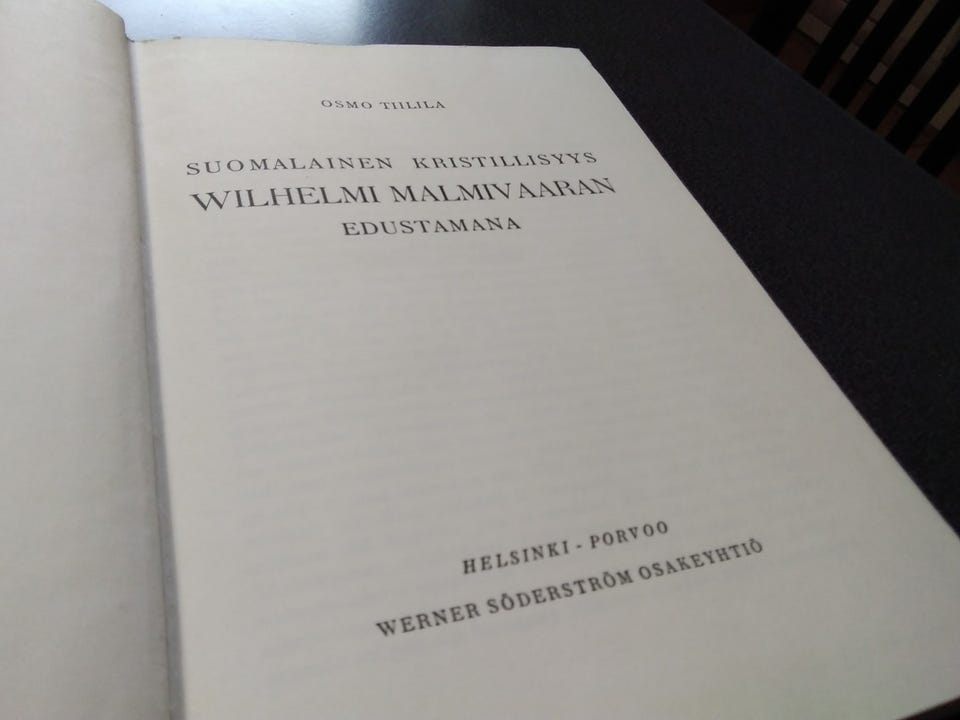 OSMO TIILILA
SUOMALAINEN KRISTILLISYYS
WILHELMI MALMIVAARAN
EDUSTAMANA
HELSINKI - PORVOO
WERNER SÖDERSTRÖM OSAKEYHTIÖ